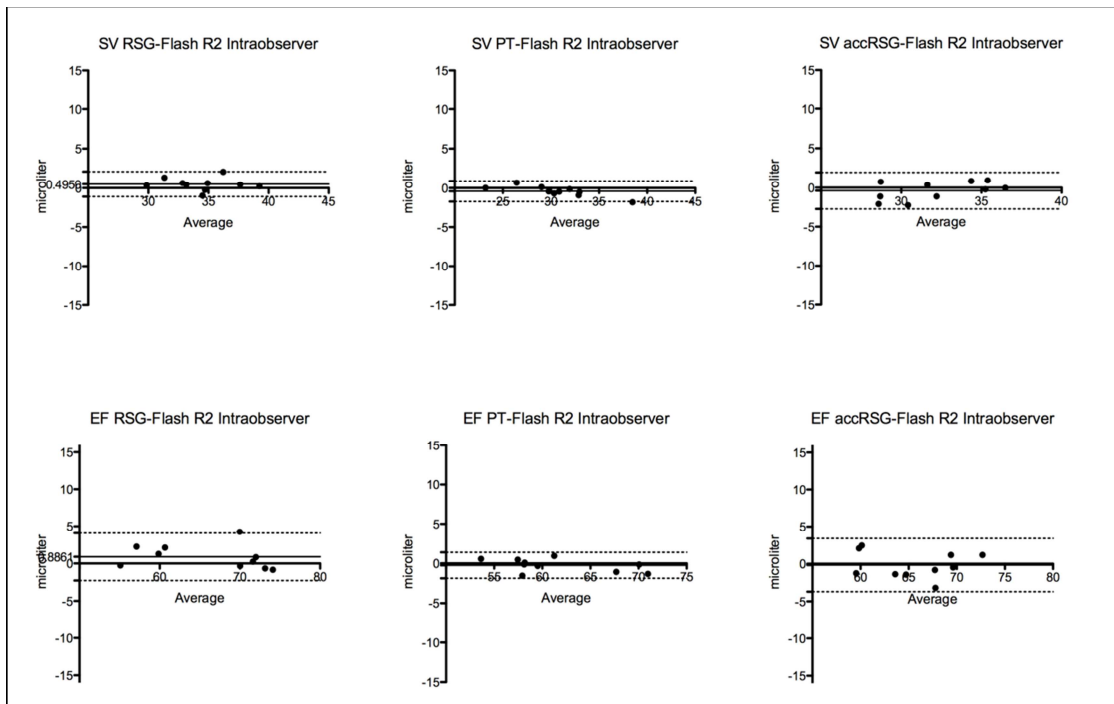 SV RSG-Flash R2 Intraobserver
15
10
5
0.4950
0
-5
-10
-15
30 35 40 45
microliter
Average
SV PT-Flash R2 Intraobserver
15
10
5
0
-5
-10
-15
25 30 35 40 45
microliter
Average
SV accRSG-Flash R2 Intraobserver
15
10
5
0
-5
-10
-15
30 35 40
microliter
Average
EF RSG-Flash R2 Intraobserver
15
10
5
0.8861
0
-5
-10
-15
60 70 80
microliter
Average
EF PT-Flash R2 Intraobserver
15
10
5
0
-5
-10
-15
55 60 65 70 75
microliter
Average
EF accRSG-Flash R2 Intraobserver
15
10
5
0
-5
-10
-15
60 65 70 75 80
microliter
Average